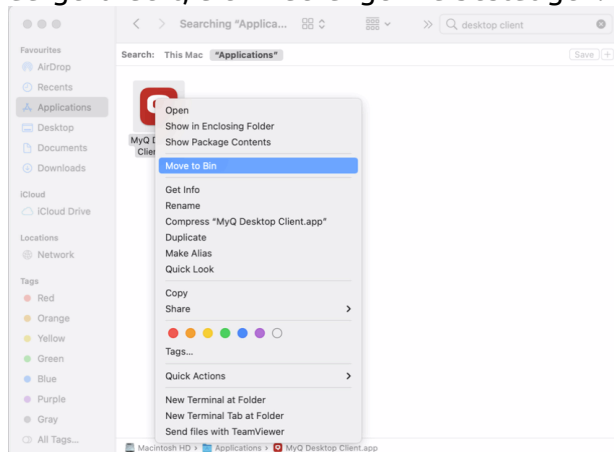 Searching “Applica...
desktop client
Favourites
AirDrop
Recents
Applications
Desktop
Documents
Downloads
iCloud
iCloud Drive
Locations
Network
Tags
Red
Orange
Yellow
Green
Blue
Purple
Gray
All Tags...
Search: This Mac “Applications”
Save
MyQ D
Clie
Open
Show in Enclosing Folder
Show Package Contents
Move to Bin
Get Info
Rename
Compress “MyQ Desktop Client.app”
Duplicate
Make Alias
Quick Look
Copy
Share
Tags...
Quick Actions
New Terminal at Folder
New Terminal Tab at Folder
Send files with TeamViewer
Macintosh HD › Applications › MyQ Desktop Client.app